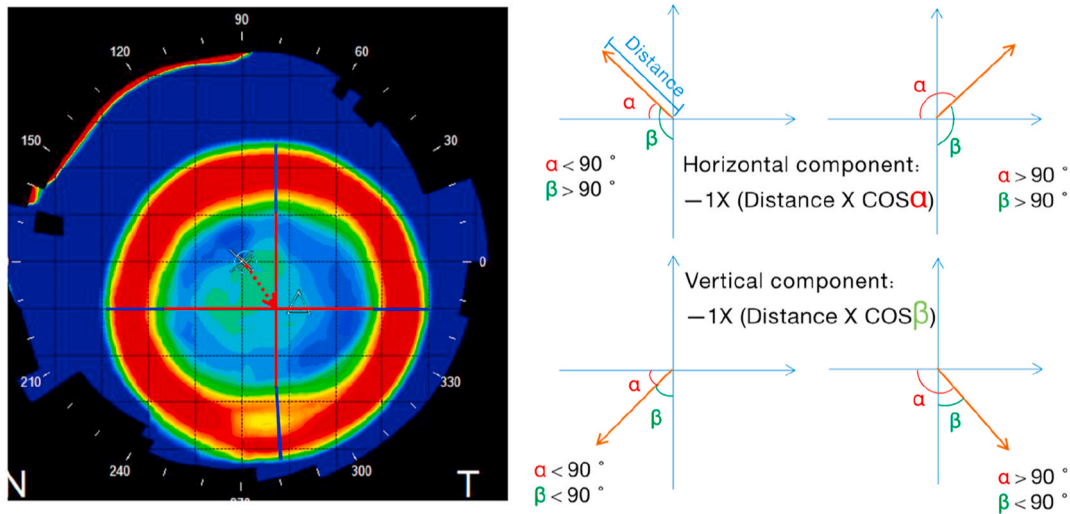 90
120
60
150
30
0
210
330
240
300
270
N
T
Distance
α
β
α < 90 °
β > 90 °
α
β
α > 90 °
β > 90 °
Horizontal component:
—1X (Distance X COSα)
Vertical component:
—1X (Distance X COSβ)
α
β
α < 90 °
β < 90 °
α
β
α > 90 °
β < 90 °